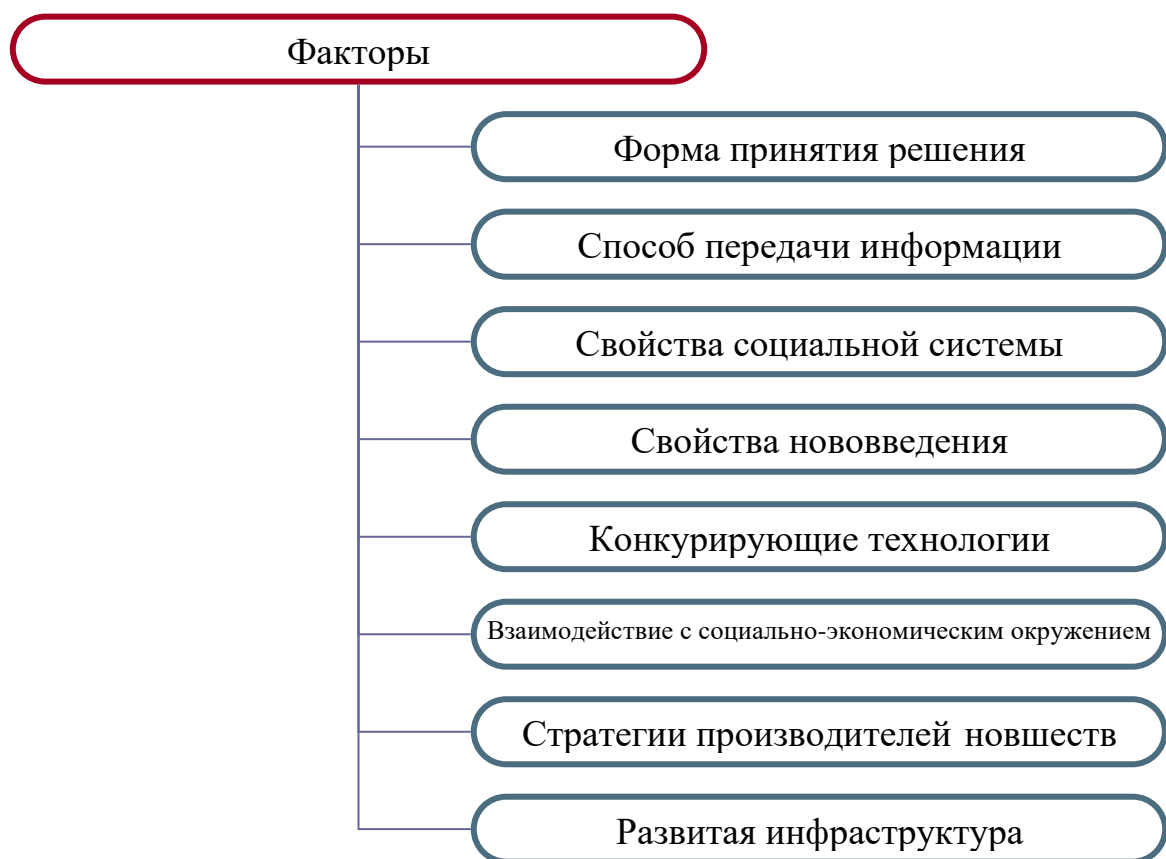 Факторы
Форма принятия решения
Способ передачи информации
Свойства социальной системы
Свойства нововведения
Конкурирующие технологии
Взаимодействие с социально-экономическим окружением
Стратегии производителей новшеств
Развитая инфраструктура